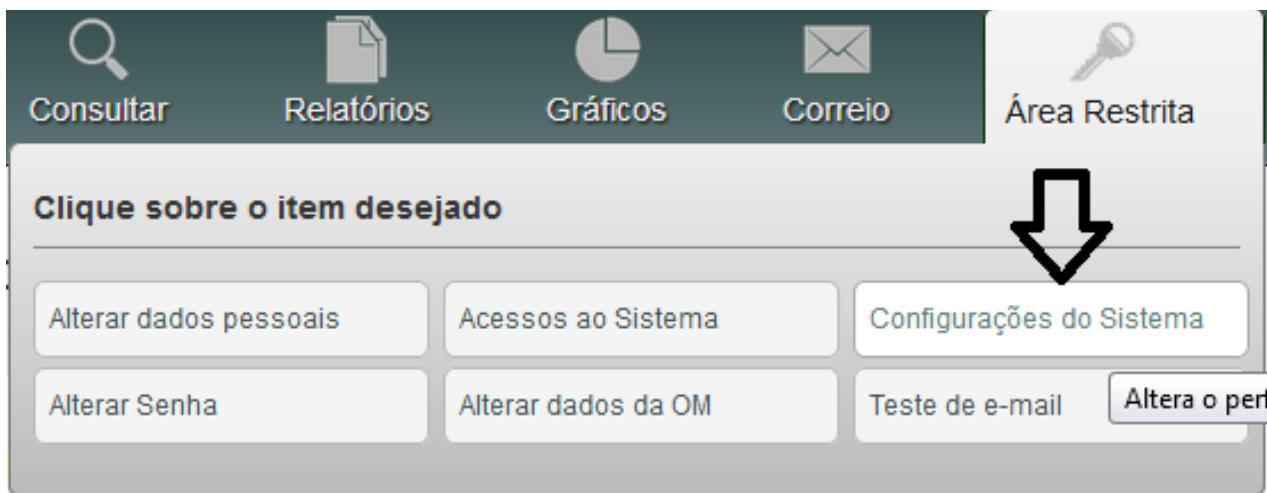 Consultar Relatórios Gráficos Correio Área Restrita
Clique sobre o item desejado
Alterar dados pessoais Acessos ao Sistema Configurações do Sistema
Alterar Senha Alterar dados da OM Teste de e-mail Altera o